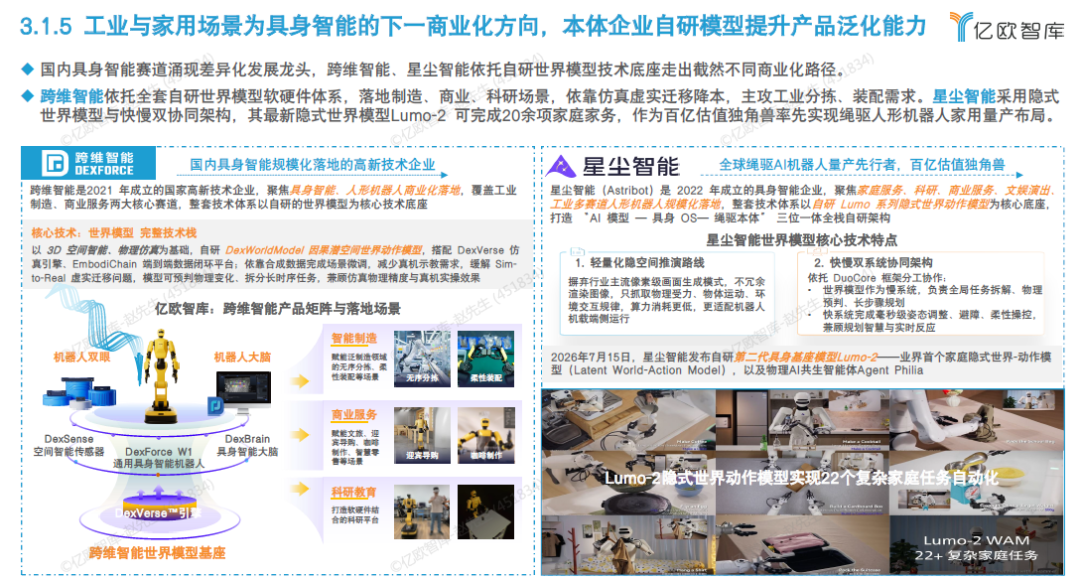 3.1.5 工业与家用场景为具身智能的下一商业化方向，本体企业自研模型提升产品泛化能力
亿欧智库
◆ 国内具身智能赛道涌现差异化发展龙头，跨维智能、星尘智能依托自研世界模型技术底座走出截然不同商业化路径。
◆ 跨维智能依托全套自研世界模型软硬件体系，落地制造、商业、科研场景，依靠仿真虚实迁移降本，主攻工业分拣、装配需求。星尘智能采用隐式
世界模型与快慢双协同架构，其最新隐式世界模型Lumo-2 可完成20余项家庭家务，作为百亿估值独角兽率先实现绳驱人形机器人家用量产布局。
跨维智能
DEXFORCE
国内具身智能规模化落地的高新技术企业
跨维智能是2021 年成立的国家高新技术企业，聚焦具身智能、人形机器人商业化落地，覆盖工业
制造、商业服务两大核心赛道，整套技术体系以自研的世界模型为核心技术底座
核心技术：世界模型 完整技术栈
以 3D 空间智能、物理仿真为基础，自研 DexWorldModel 因果潜空间世界动作模型，搭配 DexVerse 仿
真引擎、EmbodiChain 端到端数据闭环平台：依靠合成数据完成场景微调，减少真机示教需求，缓解 Sim-
to-Real 虚实迁移问题，模型可预判物理变化、拆分长时序任务，兼顾仿真物理精度与真机实操效果
亿欧智库：跨维智能产品矩阵与落地场景
机器人双眼
机器人大脑
DexSense
空间智能传感器
DexForce W1
通用具身智能机器人
DexBrain
具身智能大脑
DexVerse™引擎
跨维智能世界模型基座
智能制造
赋能泛制造领域
的无序分拣、柔
性装配等场景
无序分拣
柔性装配
商业服务
赋能文旅、迎
宾导购、咖啡
制作、智慧零
售等场景
迎宾导购
咖啡制作
科研教育
打造软硬件结
合的科研平台
星尘智能
全球绳驱AI机器人量产先行者，百亿估值独角兽
星尘智能（Astribot）是 2022 年成立的具身智能企业，聚焦家庭服务、科研、商业服务、文娱演出、
工业多赛道人形机器人规模化落地，整套技术体系以自研 Lumo 系列隐式世界动作模型为核心底座，
打造 “AI 模型 — 具身 OS— 绳驱本体” 三位一体全栈自研架构
星尘智能世界模型核心技术特点
1. 轻量化隐空间推演路线
摒弃行业主流像素级画面生成模式，不冗余
渲染图像，只抓取物理受力、物体运动、环
境交互规律，算力消耗更低，更适配机器人
机载端侧运行
2. 快慢双系统协同架构
依托 DuoCore 框架分工协作：
• 世界模型作为慢系统，负责全局任务拆解、物理
预判、长步骤规划
• 快系统完成毫秒级姿态调整、避障、柔性操控，
兼顾规划智慧与实时反应
2026年7月15日，星尘智能发布自研第二代具身基座模型Lumo-2——业界首个家庭隐式世界-动作模
型（Latent World-Action Model），以及物理AI共生智能体Agent Philia
Make Coffee
Make a Cocktail
Lumo-2隐式世界动作模型实现22个复杂家庭任务自动化
Hang a Shirt
Lumo-2 WAM
22+ 复杂家庭任务